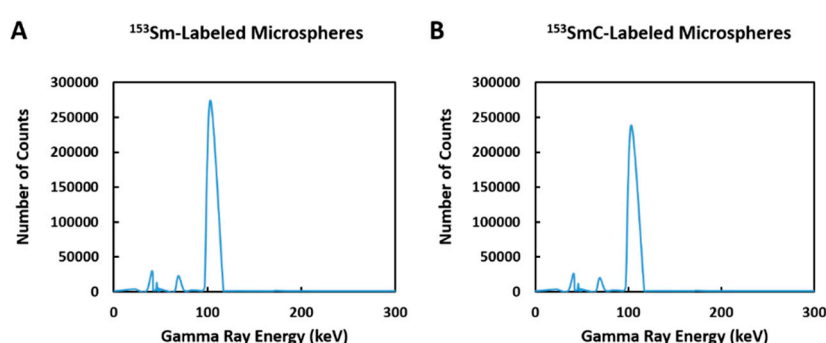 A
¹⁵³Sm-Labeled Microspheres
Number of Counts
300000
250000
200000
150000
100000
50000
0
0 100 200 300
Gamma Ray Energy (keV)
B
¹⁵³SmC-Labeled Microspheres
Number of Counts
300000
250000
200000
150000
100000
50000
0
0 100 200 300
Gamma Ray Energy (keV)